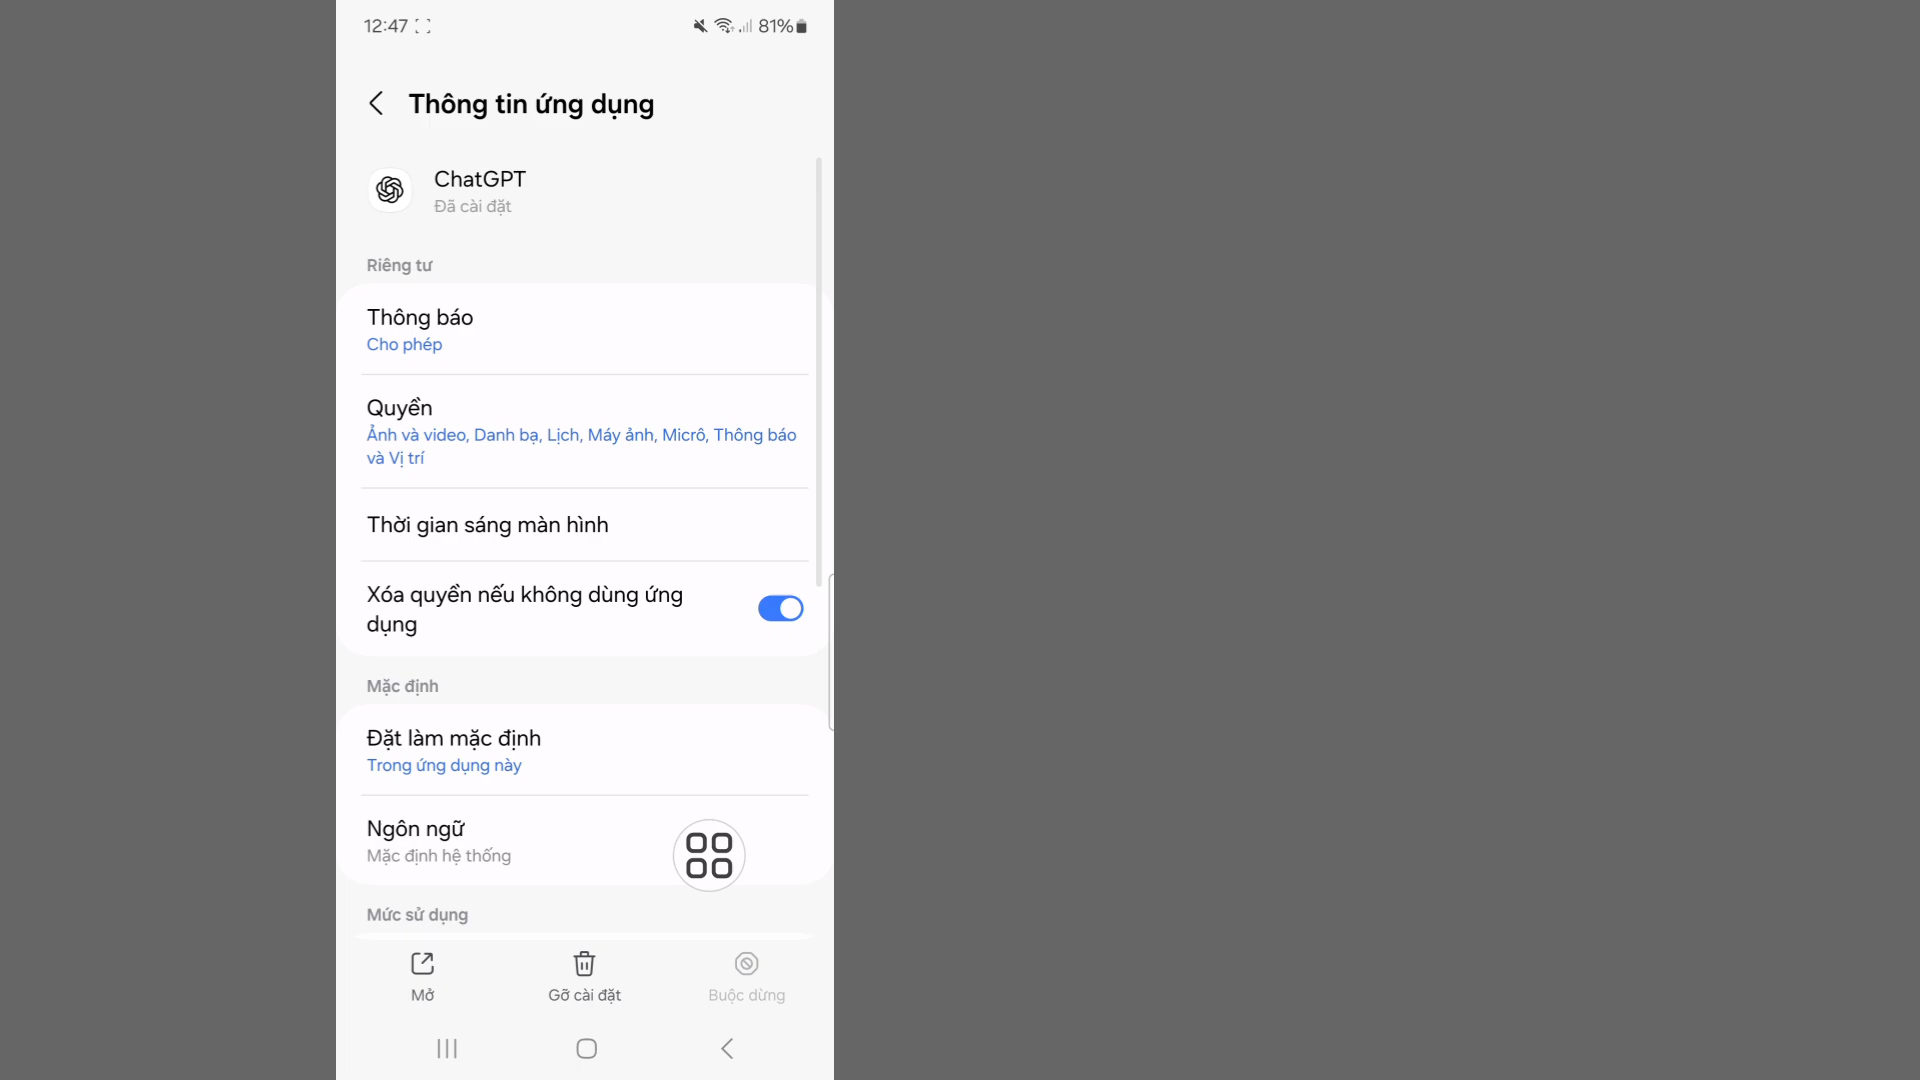 12:47
81%
Thông tin ứng dụng
ChatGPT
Đã cài đặt
Riêng tư
Thông báo
Cho phép
Quyền
Ảnh và video, Danh bạ, Lịch, Máy ảnh, Micrô, Thông báo
và Vị trí
Thời gian sáng màn hình
Xóa quyền nếu không dùng ứng
dụng
Mặc định
Đặt làm mặc định
Trong ứng dụng này
Ngôn ngữ
Mặc định hệ thống
Mức sử dụng
Mở
Gỡ cài đặt
Buộc dừng